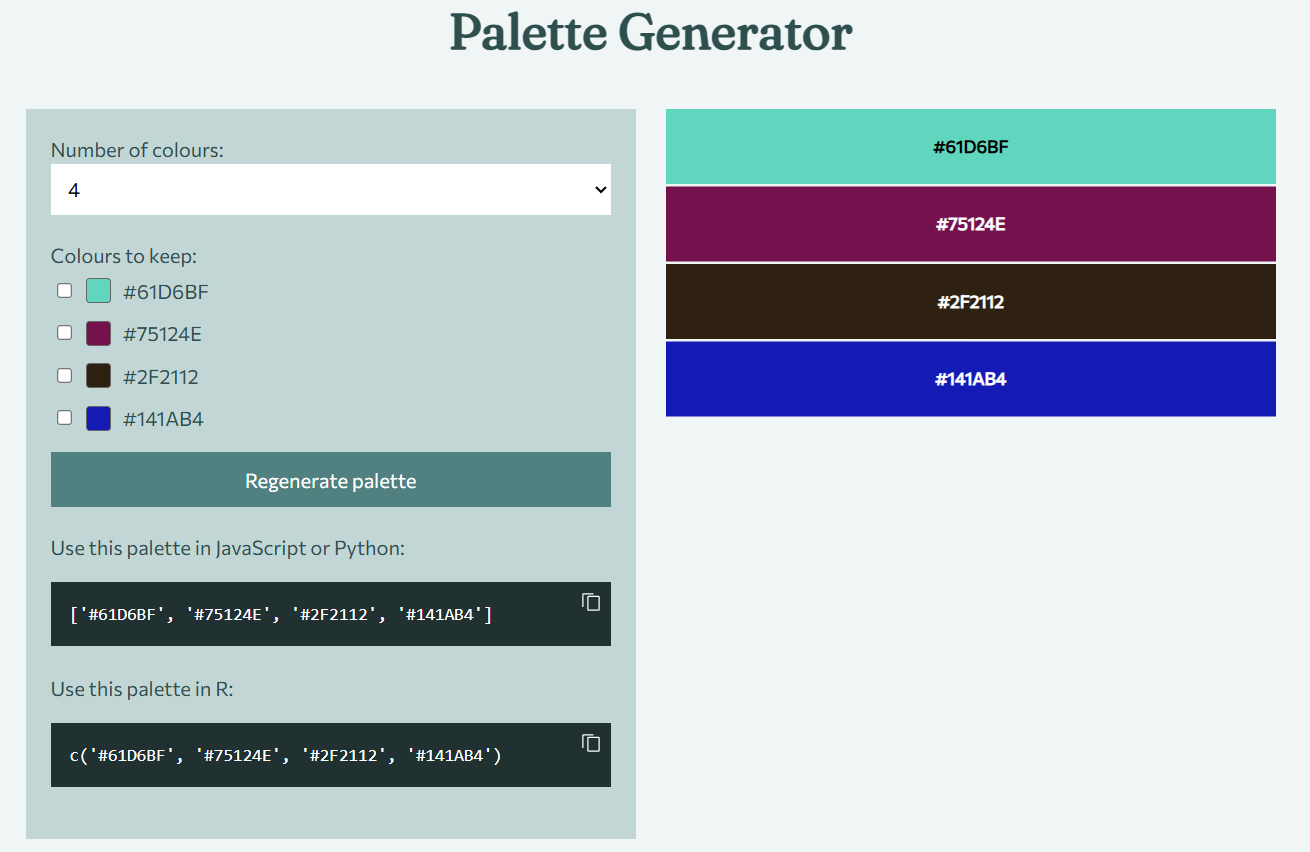 Palette Generator
Number of colours:
4
Colours to keep:
#61D6BF
#75124E
#2F2112
#141AB4
Regenerate palette
Use this palette in JavaScript or Python:
['#61D6BF', '#75124E', '#2F2112', '#141AB4']
Use this palette in R:
c('#61D6BF', '#75124E', '#2F2112', '#141AB4')
#61D6BF
#75124E
#2F2112
#141AB4